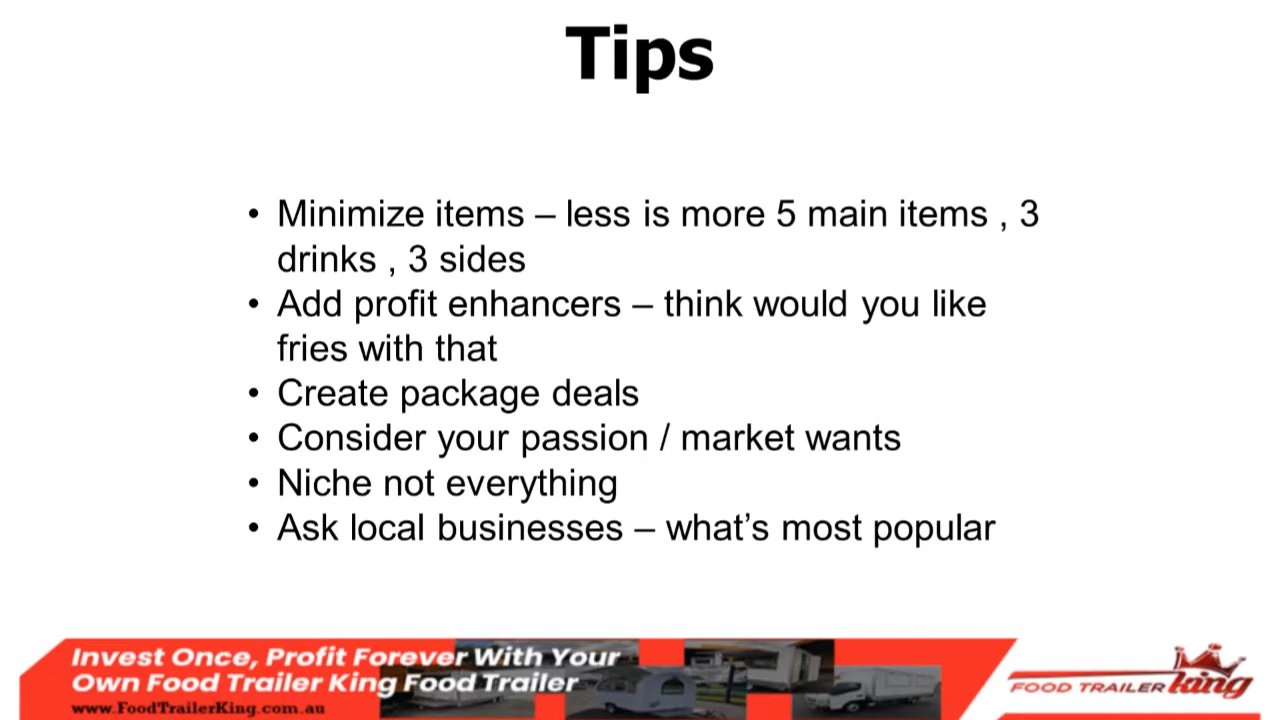 Tips
• Minimize items – less is more 5 main items , 3
drinks , 3 sides
• Add profit enhancers – think would you like
fries with that
• Create package deals
• Consider your passion / market wants
• Niche not everything
• Ask local businesses – what’s most popular
Invest Once, Profit Forever With Your
Own Food Trailer King Food Trailer
www.FoodTrailerKing.com.au
FOOD TRAILER king